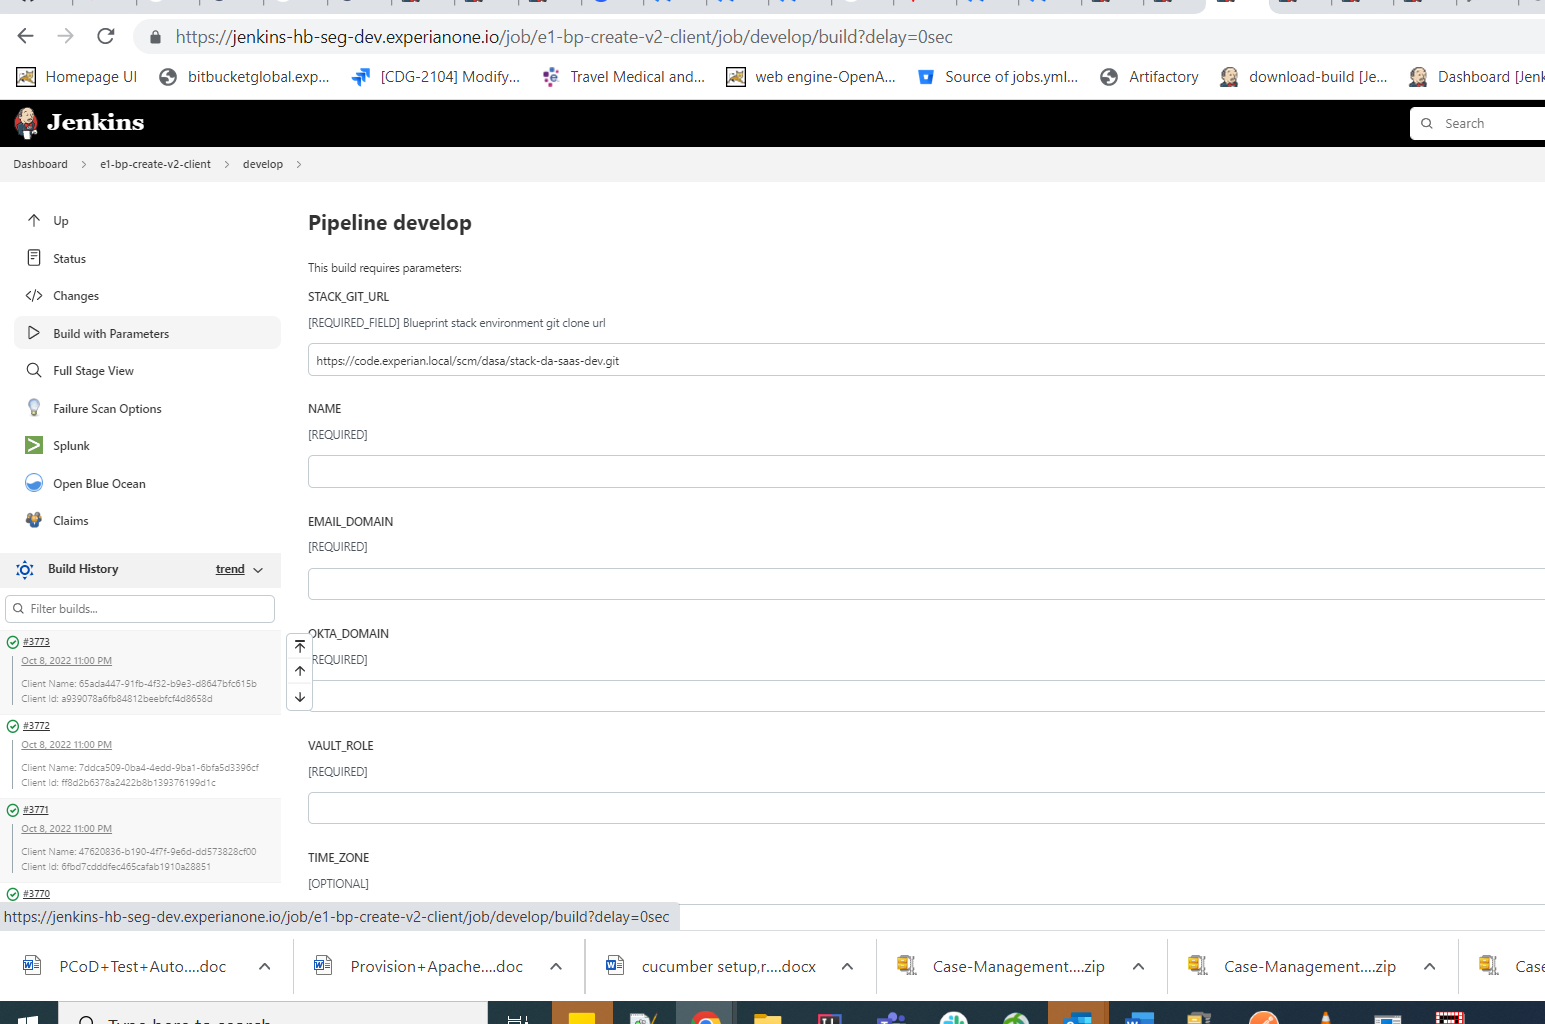 https://jenkins-hb-seg-dev.experianone.io/job/e1-bp-create-v2-client/job/develop/build?delay=0sec
Homepage UI
bitbucketglobal.exp...
[CDG-2104] Modify,...
Travel Medical and...
web engine-OpenA...
Source of jobs.yml...
Artifactory
download-build [Je...
Dashboard [Jenk
Jenkins
Search
Dashboard
e1-bp-create-v2-client
develop
Up
Status
Changes
Build with Parameters
Full Stage View
Failure Scan Options
Splunk
Open Blue Ocean
Claims
Build History
trend
Filter builds...
#3773
Oct 8, 2022 11:00 PM
Client Name: 65ada447-91fb-4f32-b9e3-d8647bfc615b
Client Id: a939078a6fb84812beebfcf4d8658d
#3772
Oct 8, 2022 11:00 PM
Client Name: 7ddca509-0ba4-4edd-9ba1-6bfa5d3396cf
Client Id: ff8d2b6378a2422b8b139376199d1c
#3771
Oct 8, 2022 11:00 PM
Client Name: 47620836-b190-4f7f-9e6d-dd573828cf00
Client Id: 6fbd7cdddfec465cafab1910a28851
#3770
Pipeline develop
This build requires parameters:
STACK_GIT_URL
[REQUIRED_FIELD] Blueprint stack environment git clone url
https://code.experian.local/scm/dasa/stack-da-saas-dev.git
NAME
[REQUIRED]
EMAIL_DOMAIN
[REQUIRED]
OKTA_DOMAIN
REQUIRED]
VAULT_ROLE
[REQUIRED]
TIME_ZONE
[OPTIONAL]
https://jenkins-hb-seg-dev.experianone.io/job/e1-bp-create-v2-client/job/develop/build?delay=0sec
PCoD+Test+Auto....doc
Provision+Apache....doc
cucumber setup,r....docx
Case-Management....zip
Case-Management....zip
Case
Type here to search